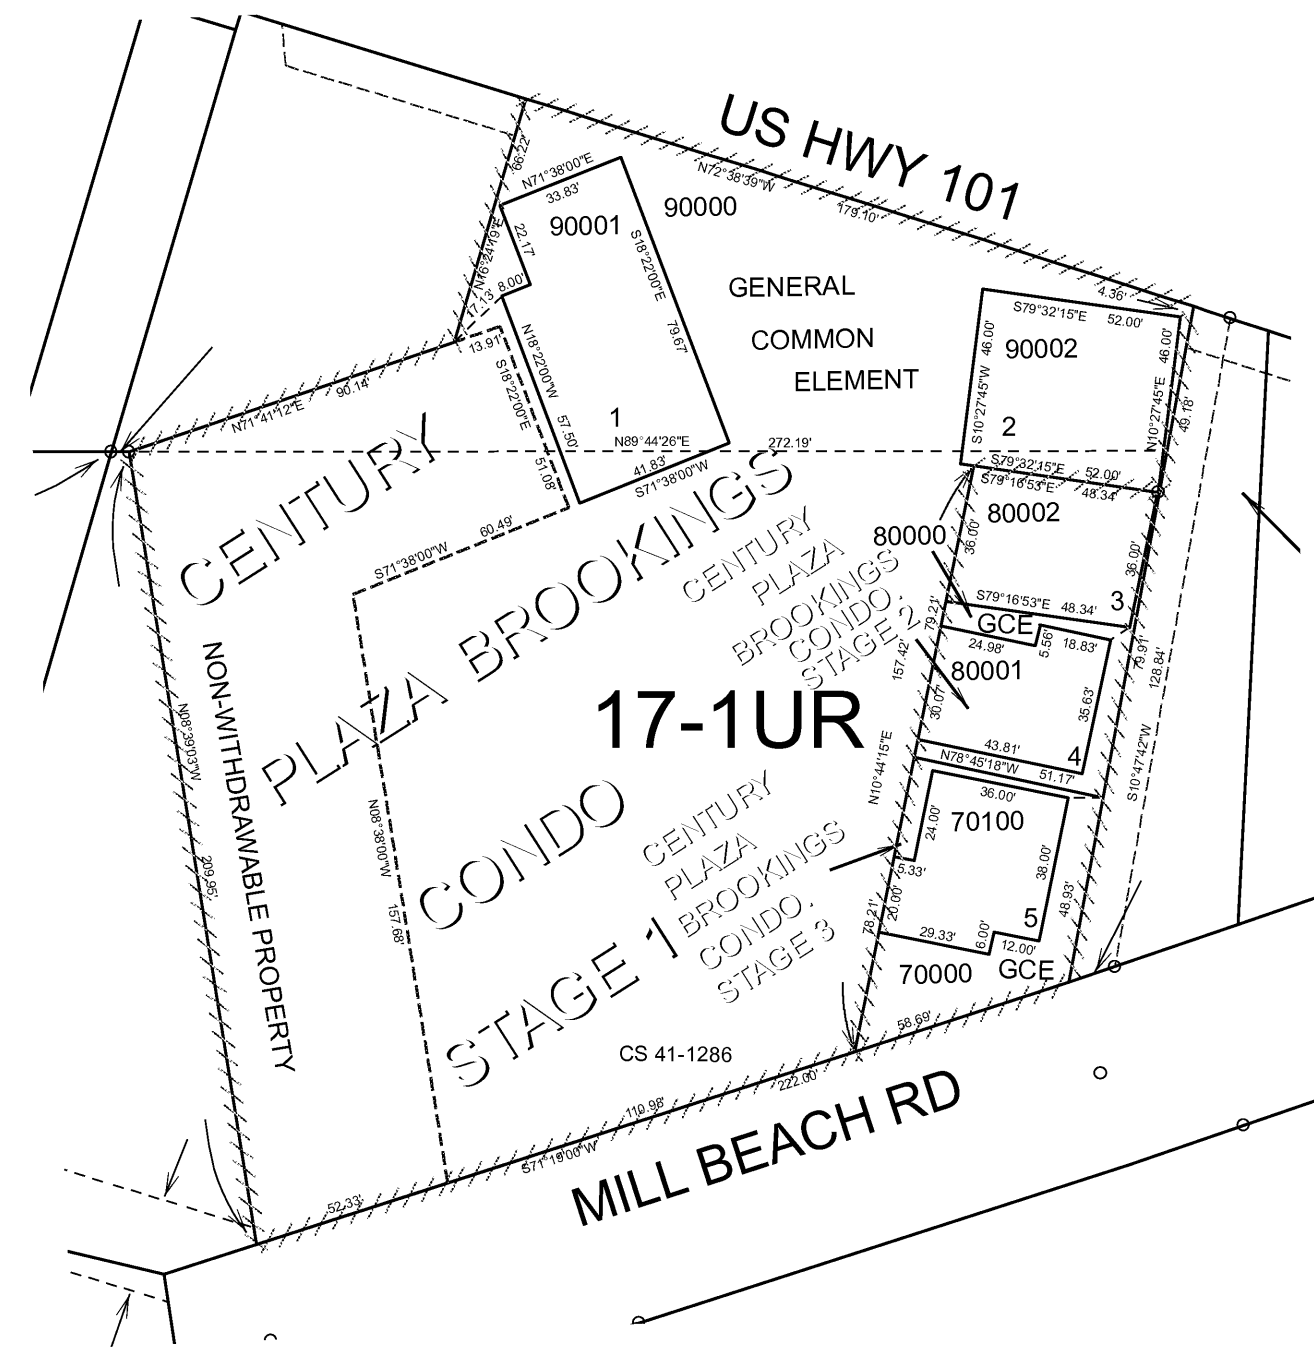 US HWY 101
N72°38'39"W
179.10'
66.22'
N16°24'19"E
17.13'
N71°38'00"E
33.83'
90001
90000
22.17'
8.00'
S18°22'00"E
79.67'
N18°22'00"W
57.50'
1
N89°44'26"E
272.19'
41.83'
S71°38'00"W
GENERAL
COMMON
ELEMENT
4.36'
S79°32'15"E
52.00'
46.00'
90002
46.00'
S10°27'45"W
N10°27'45"E
49.18'
2
S79°32'15"E
52.00'
S79°16'53"E
48.34'
80002
80000
36.00'
36.00'
S79°16'53"E
48.34'
3
13.91'
S18°22'00"E
51.08'
90.14'
N71°41'12"E
60.49'
S71°38'00"W
CENTURY
PLAZA BROOKINGS
CONDO
STAGE 1
CENTURY
PLAZA
BROOKINGS
CONDO,
STAGE 2
17-1UR
79.21'
157.42'
GCE
24.98'
5.56'
18.83'
80001
30.07'
35.63'
79.91'
128.84'
43.81'
4
N78°45'18"W
51.17'
N10°44'15"E
S10°47'42"W
36.00'
24.00'
70100
38.00'
5.33'
20.00'
78.21'
48.93'
5
29.33'
6.00'
12.00'
70000
GCE
CENTURY
PLAZA
BROOKINGS
CONDO,
STAGE 3
NON-WITHDRAWABLE PROPERTY
N08°39'03"W
209.95'
N08°38'00"W
157.68'
CS 41-1286
58.69'
222.00'
110.98'
S71°19'00"W
52.33'
MILL BEACH RD